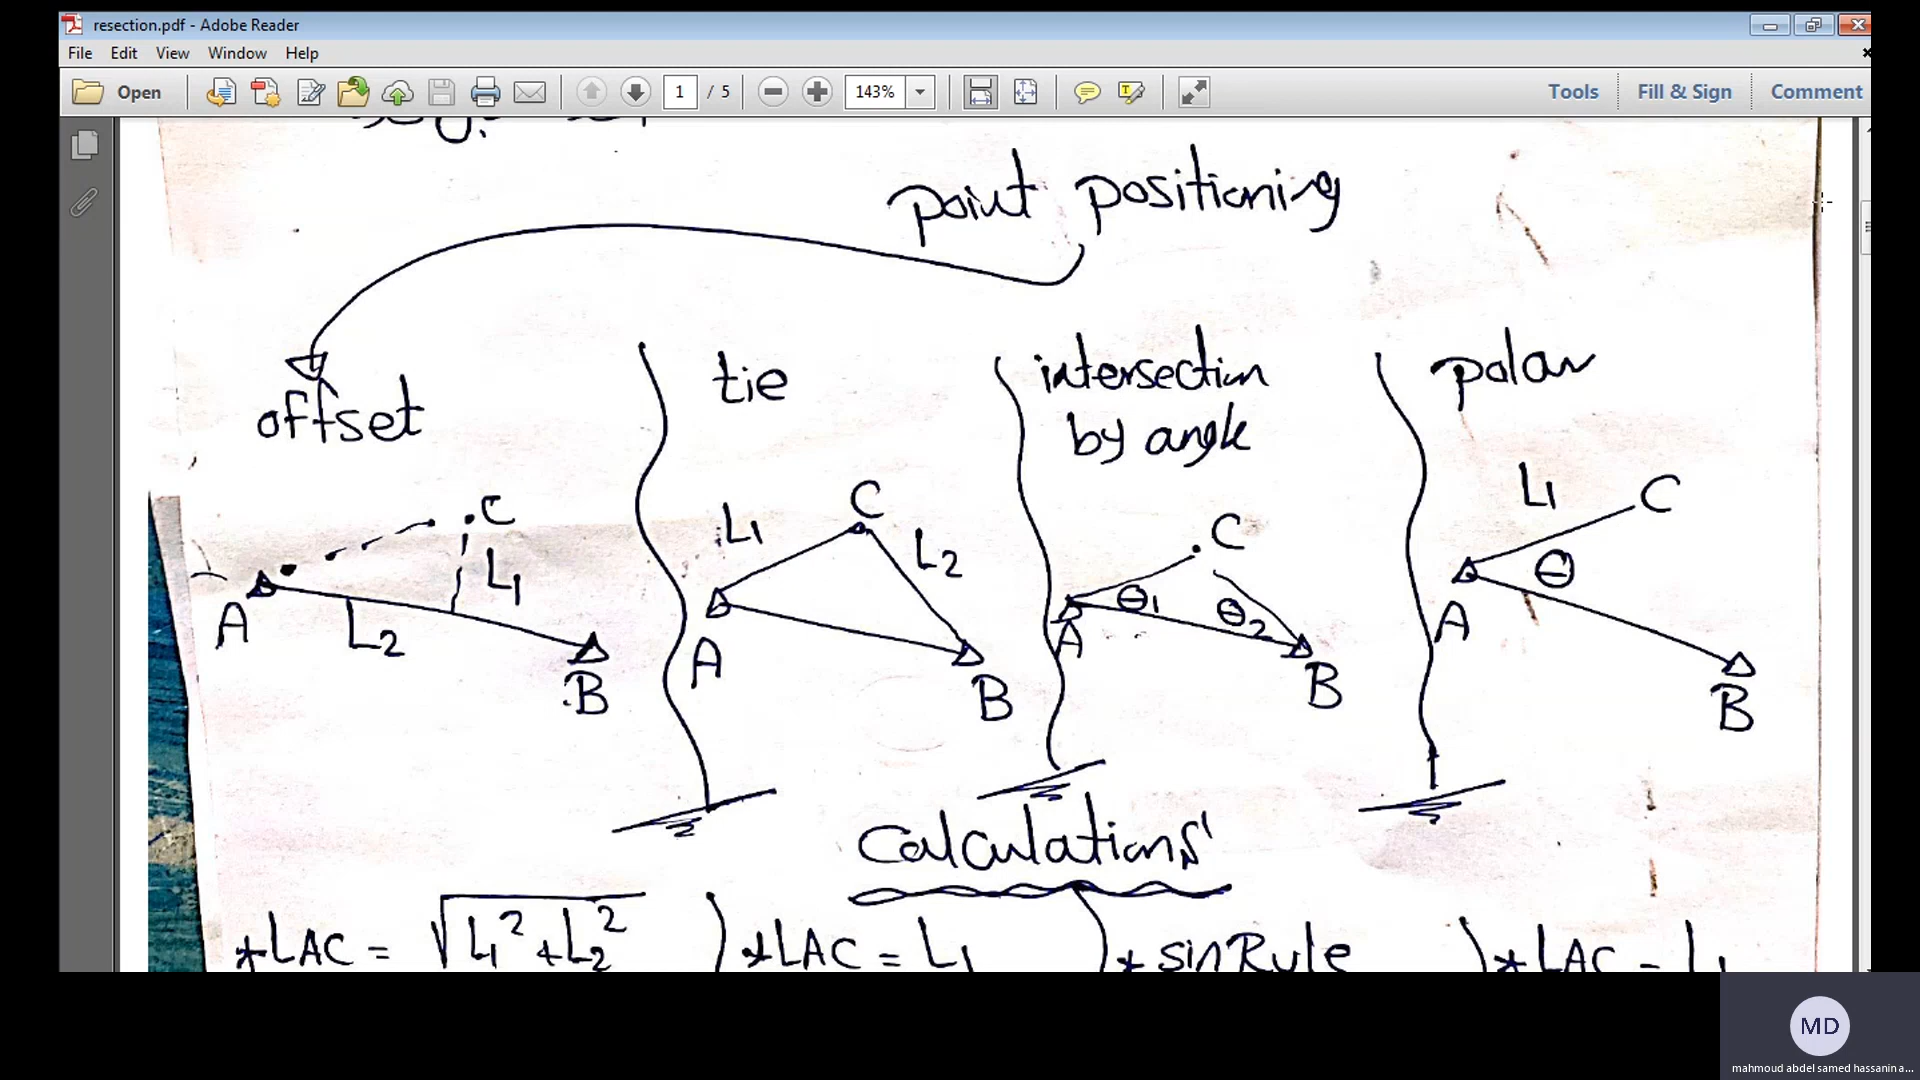 resection.pdf - Adobe Reader
File Edit View Window Help
Open 1 / 5 143% Tools Fill & Sign Comment
point positioning
offset
tie
intersection
by angle
polar
A L2 L1 C B
A L1 C L2 B
A θ1 C θ2 B
A L1 C θ B
Calculations
*LAC = √L1² + L2²
*LAC = L1
* sin Rule
*LAC = L1
MD
mahmoud abdel samed hassanin a...